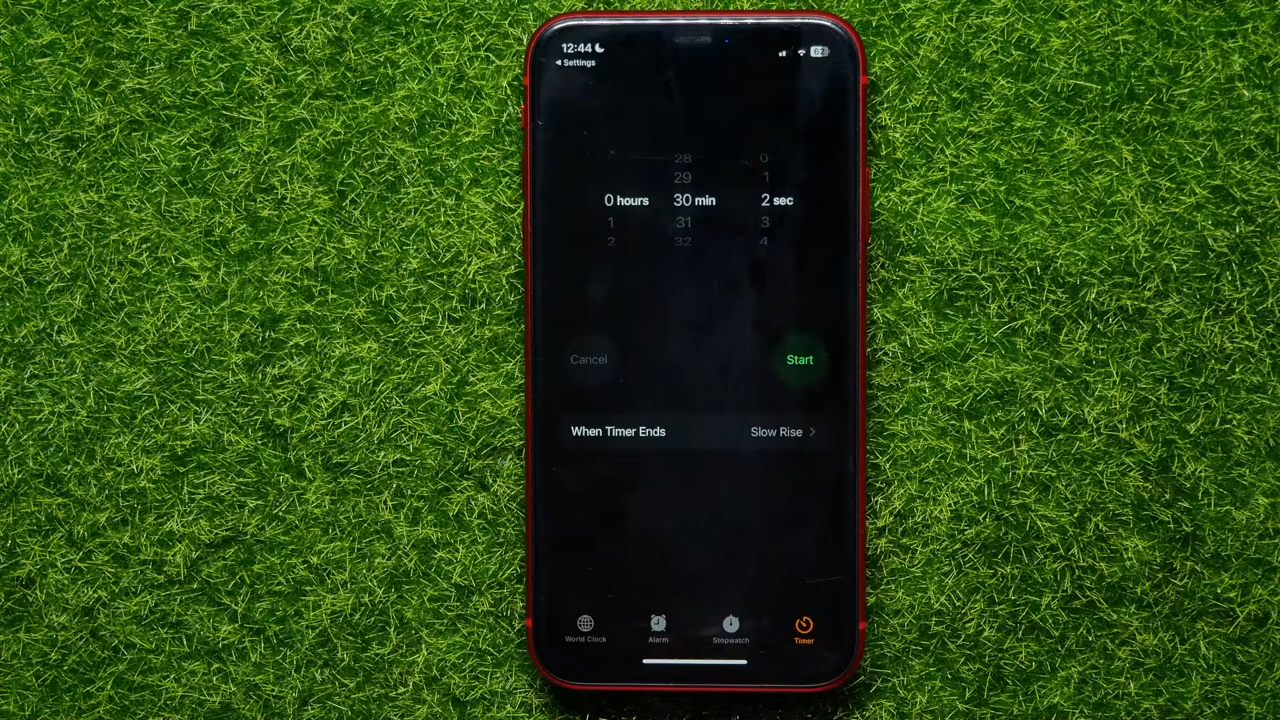 12:44
62
Settings
28 0
29 1
0 hours 30 min 2 sec
1 31 3
2 32 4
Cancel Start
When Timer Ends Slow Rise
World Clock Alarm Stopwatch Timer